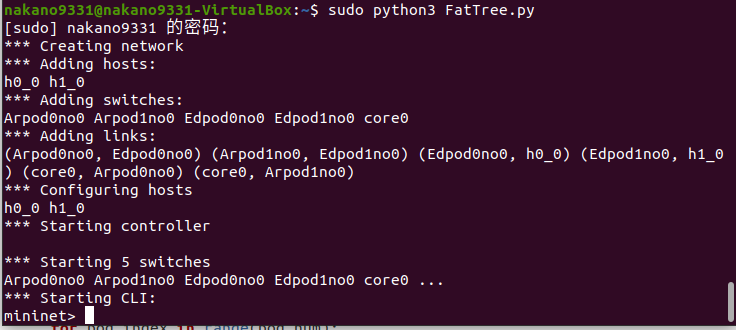 nakano9331@nakano9331-VirtualBox:~$ sudo python3 FatTree.py
[sudo] nakano9331 的密码：
*** Creating network
*** Adding hosts:
h0_0 h1_0
*** Adding switches:
Arpod0no0 Arpod1no0 Edpod0no0 Edpod1no0 core0
*** Adding links:
(Arpod0no0, Edpod0no0) (Arpod1no0, Edpod1no0) (Edpod0no0, h0_0) (Edpod1no0, h1_0
) (core0, Arpod0no0) (core0, Arpod1no0)
*** Configuring hosts
h0_0 h1_0
*** Starting controller
*** Starting 5 switches
Arpod0no0 Arpod1no0 Edpod0no0 Edpod1no0 core0 ...
*** Starting CLI:
mininet>